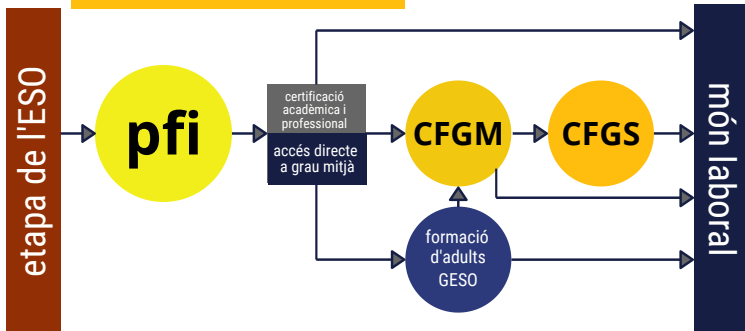 etapa de l'ESO
pfi
certificació
acadèmica i
professional
accés directe
a grau mitjà
CFGM
CFGS
formació
d'adults
GESO
món laboral